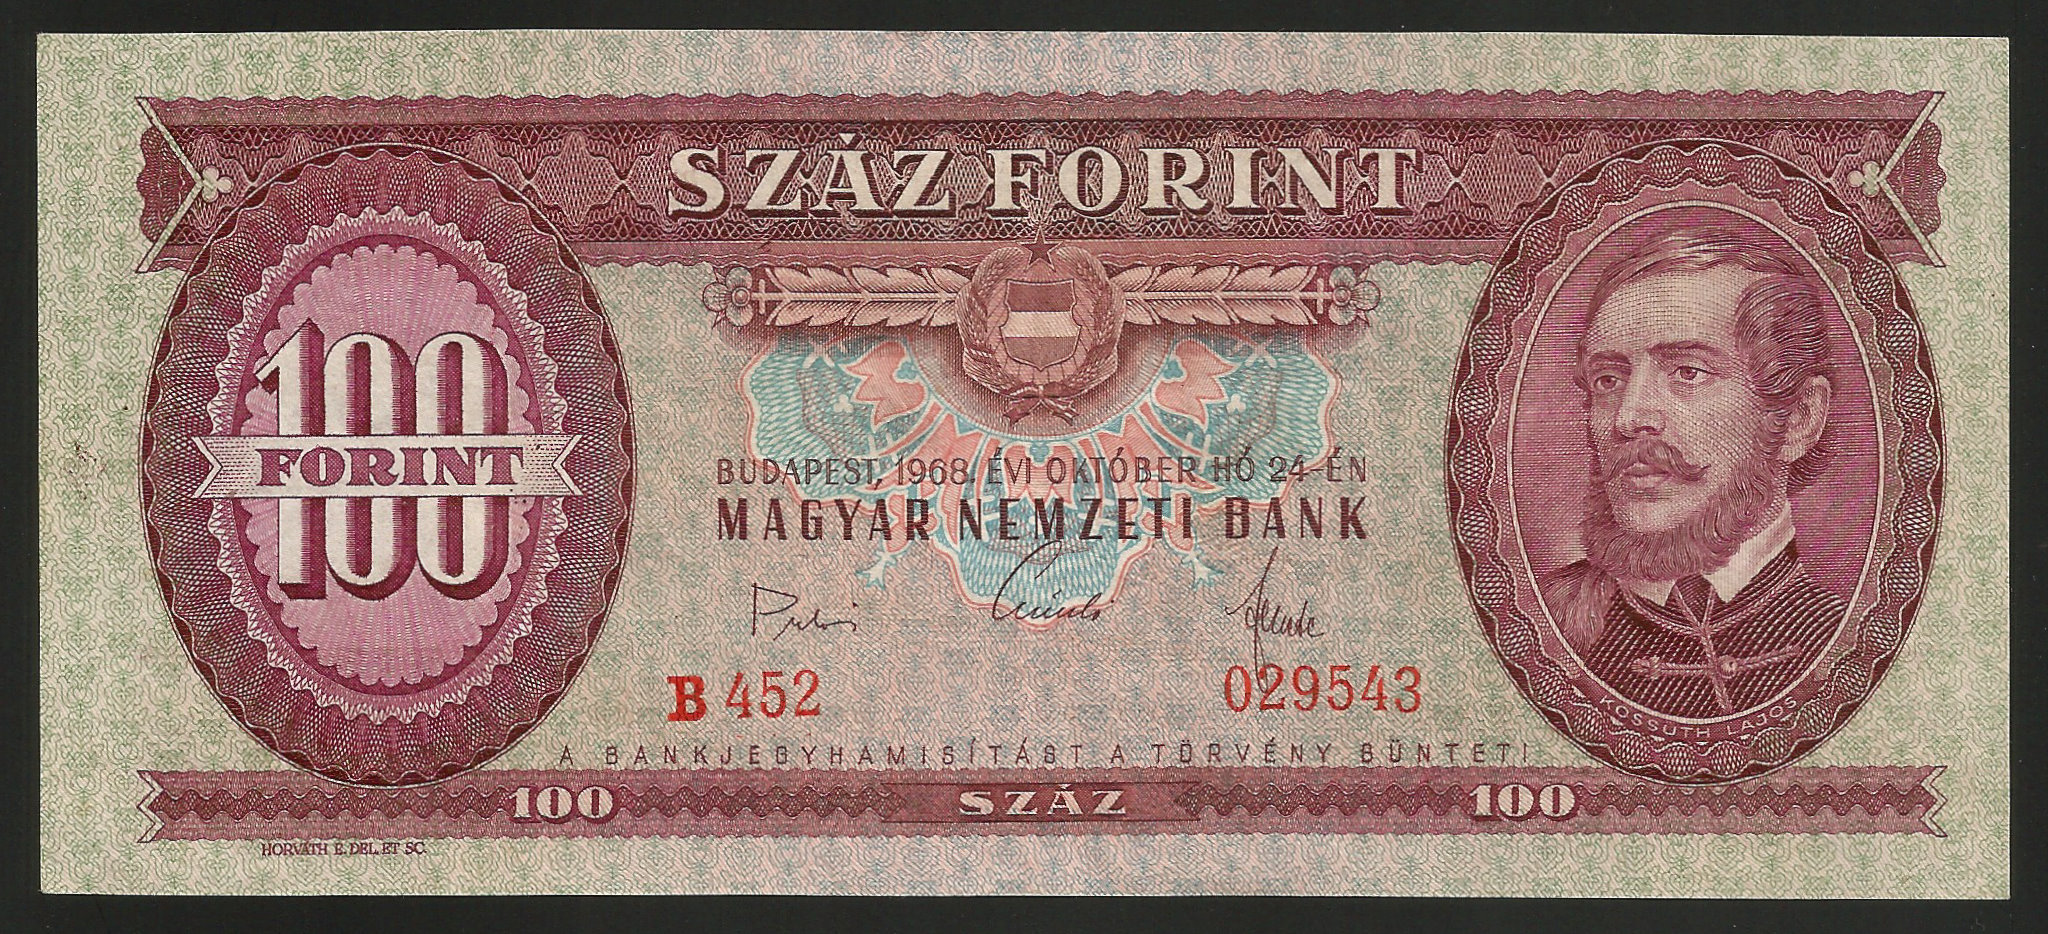 SZÁZ FORINT
100
FORINT
BUDAPEST, 1968. ÉVI OKTÓBER HÓ 24-ÉN
MAGYAR NEMZETI BANK
B 452
029543
KOSSUTH LAJOS
A BANKJEGYHAMISÍTÁST A TÖRVÉNY BÜNTETI
100 SZÁZ 100
HORVÁTH E. DEL. ET SC.